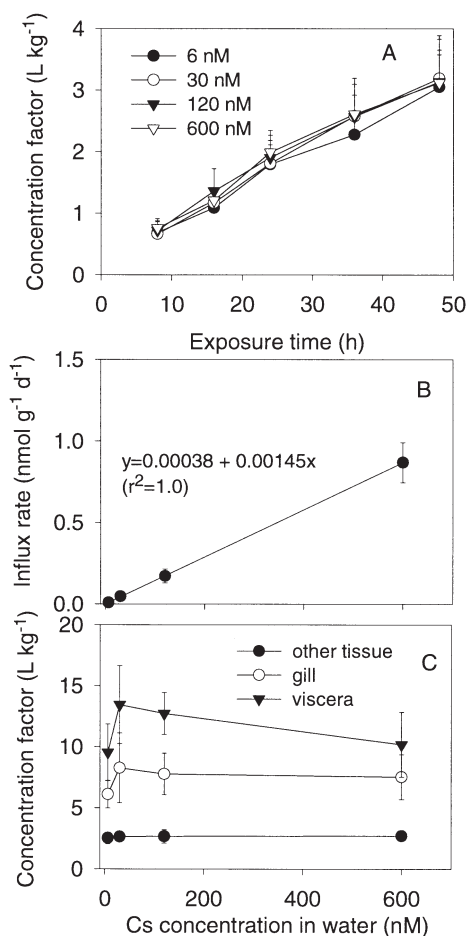 4
A
6 nM
30 nM
3
120 nM
600 nM
2
1
0
Concentration factor (L kg⁻¹)
0 10 20 30 40 50
Exposure time (h)
1.5
B
1.0
y=0.00038 + 0.00145x
(r²=1.0)
0.5
0.0
Influx rate (nmol g⁻¹ d⁻¹)
20
other tissue
C
gill
15
viscera
10
5
0
Concentration factor (L kg⁻¹)
0 200 400 600
Cs concentration in water (nM)